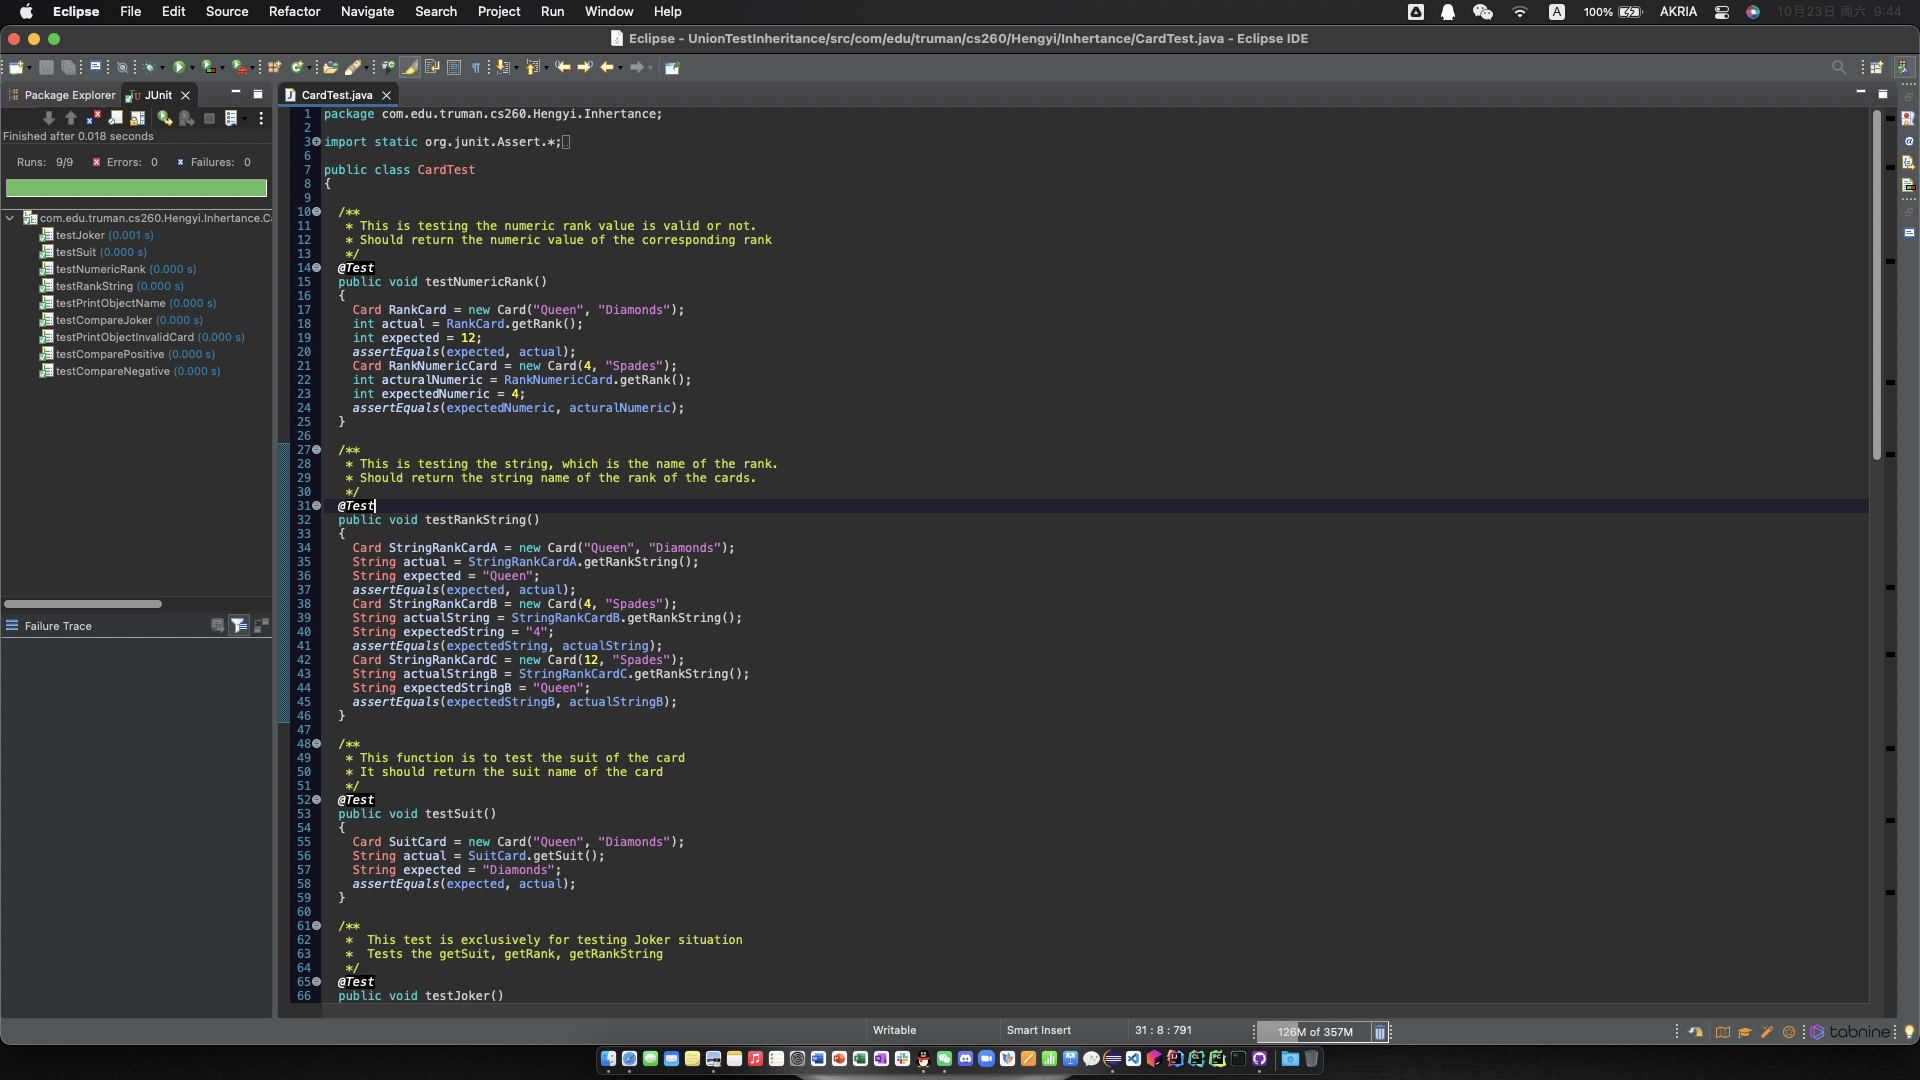 Eclipse File Edit Source Refactor Navigate Search Project Run Window Help A 100% AKRIA 10月23日 周六 9:44
Eclipse - UnionTestInheritance/src/com/edu/truman/cs260/Hengyi/Inhertance/CardTest.java - Eclipse IDE
Package Explorer JUnit
Finished after 0.018 seconds
Runs: 9/9 Errors: 0 Failures: 0
com.edu.truman.cs260.Hengyi.Inhertance.Ca
testJoker (0.001 s)
testSuit (0.000 s)
testNumericRank (0.000 s)
testRankString (0.000 s)
testPrintObjectName (0.000 s)
testCompareJoker (0.000 s)
testPrintObjectInvalidCard (0.000 s)
testComparePositive (0.000 s)
testCompareNegative (0.000 s)
Failure Trace
CardTest.java
1 package com.edu.truman.cs260.Hengyi.Inhertance;
2
3 import static org.junit.Assert.*;
6
7 public class CardTest
8 {
9
10 /**
11 * This is testing the numeric rank value is valid or not.
12 * Should return the numeric value of the corresponding rank
13 */
14 @Test
15 public void testNumericRank()
16 {
17 Card RankCard = new Card("Queen", "Diamonds");
18 int actual = RankCard.getRank();
19 int expected = 12;
20 assertEquals(expected, actual);
21 Card RankNumericCard = new Card(4, "Spades");
22 int acturalNumeric = RankNumericCard.getRank();
23 int expectedNumeric = 4;
24 assertEquals(expectedNumeric, acturalNumeric);
25 }
26
27 /**
28 * This is testing the string, which is the name of the rank.
29 * Should return the string name of the rank of the cards.
30 */
31 @Test
32 public void testRankString()
33 {
34 Card StringRankCardA = new Card("Queen", "Diamonds");
35 String actual = StringRankCardA.getRankString();
36 String expected = "Queen";
37 assertEquals(expected, actual);
38 Card StringRankCardB = new Card(4, "Spades");
39 String actualString = StringRankCardB.getRankString();
40 String expectedString = "4";
41 assertEquals(expectedString, actualString);
42 Card StringRankCardC = new Card(12, "Spades");
43 String actualStringB = StringRankCardC.getRankString();
44 String expectedStringB = "Queen";
45 assertEquals(expectedStringB, actualStringB);
46 }
47
48 /**
49 * This function is to test the suit of the card
50 * It should return the suit name of the card
51 */
52 @Test
53 public void testSuit()
54 {
55 Card SuitCard = new Card("Queen", "Diamonds");
56 String actual = SuitCard.getSuit();
57 String expected = "Diamonds";
58 assertEquals(expected, actual);
59 }
60
61 /**
62 * This test is exclusively for testing Joker situation
63 * Tests the getSuit, getRank, getRankString
64 */
65 @Test
66 public void testJoker()
Writable Smart Insert 31 : 8 : 791 126M of 357M tabnine